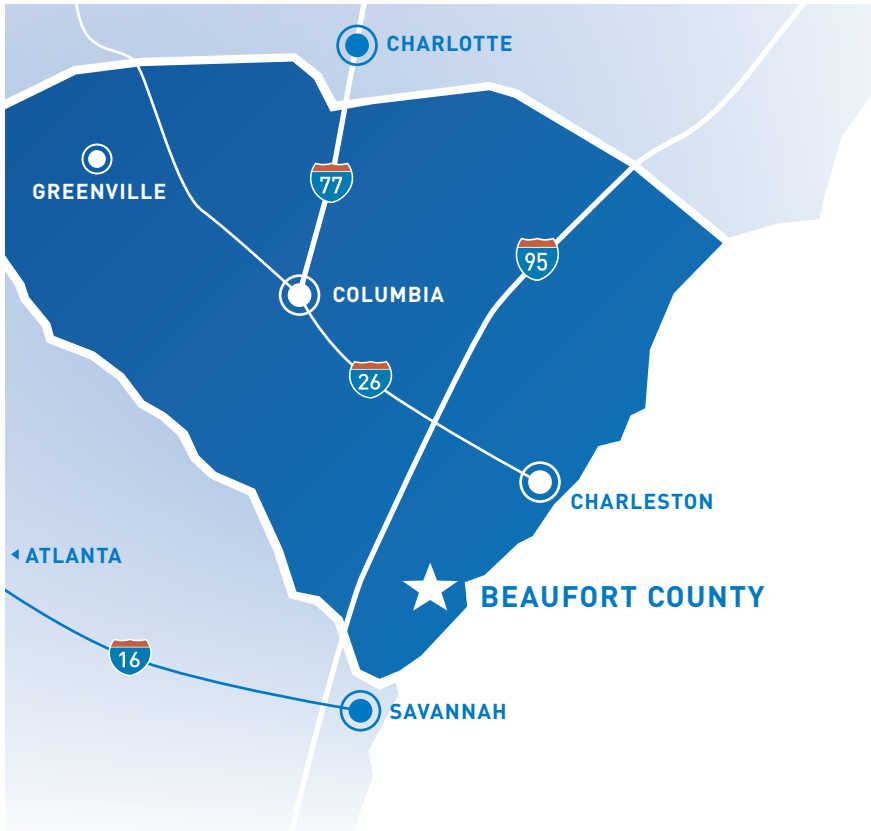 CHARLOTTE
GREENVILLE
77
95
COLUMBIA
26
CHARLESTON
ATLANTA
BEAUFORT COUNTY
16
SAVANNAH